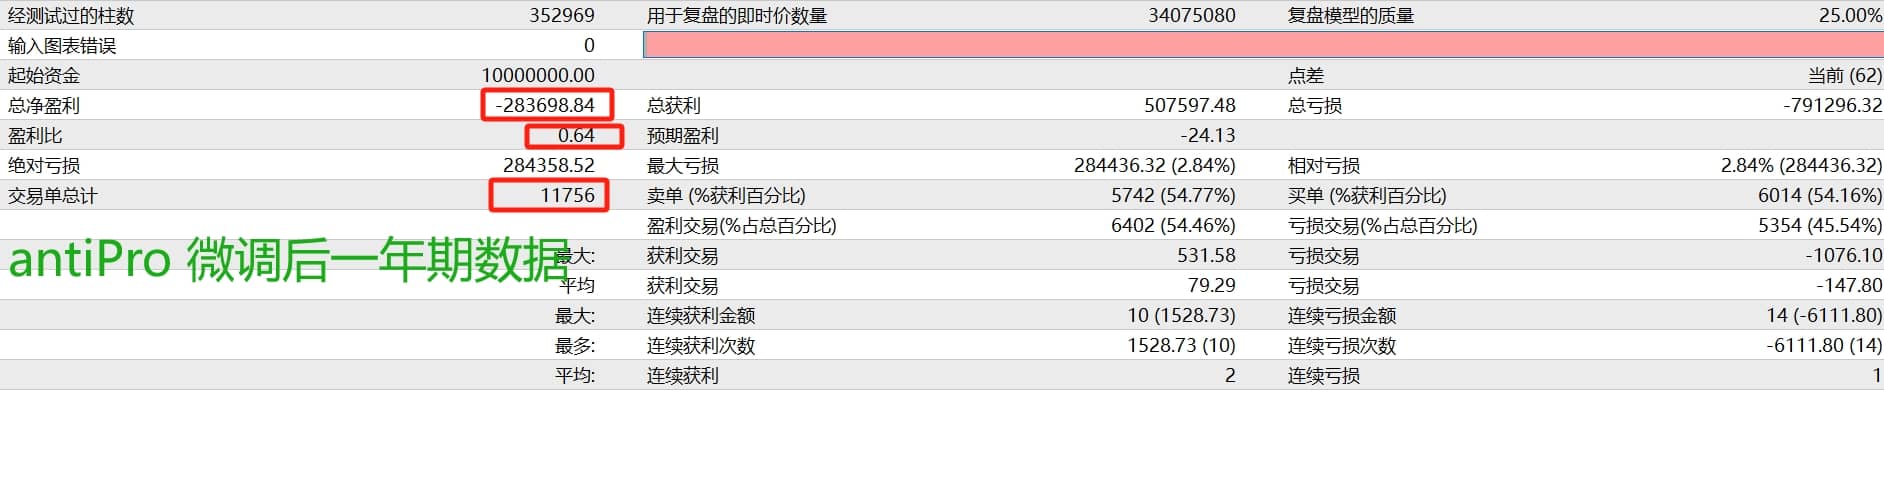 经测试过的柱数 352969 用于复盘的即时价数量 34075080 复盘模型的质量 25.00%
输入图表错误 0
起始资金 10000000.00 点差 当前 (62)
总净盈利 -283698.84 总获利 507597.48 总亏损 -791296.32
盈利比 0.64 预期盈利 -24.13
绝对亏损 284358.52 最大亏损 284436.32 (2.84%) 相对亏损 2.84% (284436.32)
交易单总计 11756 卖单 (%获利百分比) 5742 (54.77%) 买单 (%获利百分比) 6014 (54.16%)
盈利交易(%占总百分比) 6402 (54.46%) 亏损交易(%占总百分比) 5354 (45.54%)
antiPro 微调后一年期数据
最大: 获利交易 531.58 亏损交易 -1076.10
平均 获利交易 79.29 亏损交易 -147.80
最大: 连续获利金额 10 (1528.73) 连续亏损金额 14 (-6111.80)
最多: 连续获利次数 1528.73 (10) 连续亏损次数 -6111.80 (14)
平均: 连续获利 2 连续亏损 1